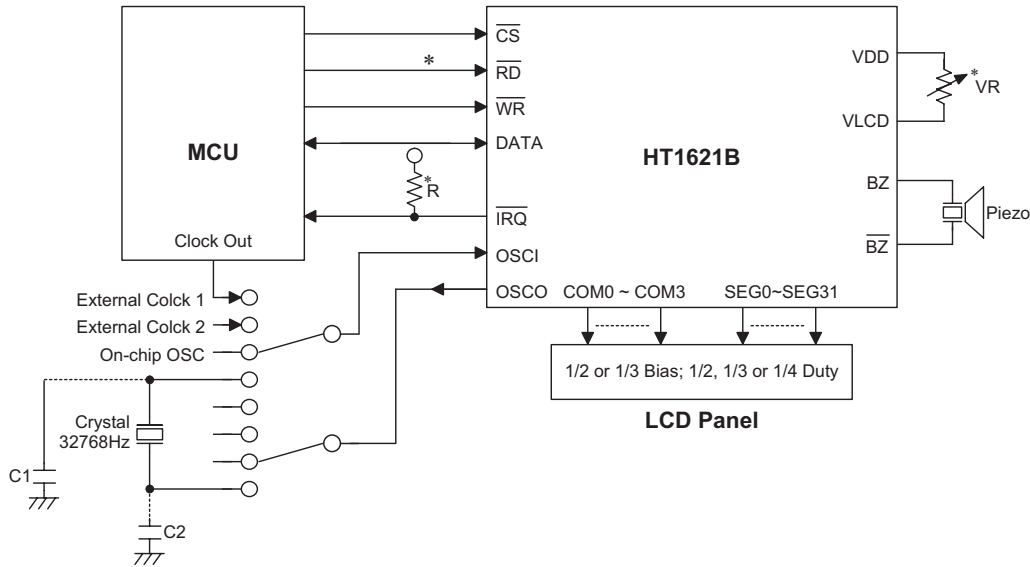 MCU
Clock Out
*
*
R
CS
RD
WR
DATA
IRQ
OSCI
OSCO
HT1621B
COM0 ~ COM3
SEG0~SEG31
VDD
VLCD
BZ
BZ
*
VR
Piezo
External Colck 1
External Colck 2
On-chip OSC
Crystal
32768Hz
C1
C2
1/2 or 1/3 Bias; 1/2, 1/3 or 1/4 Duty
LCD Panel